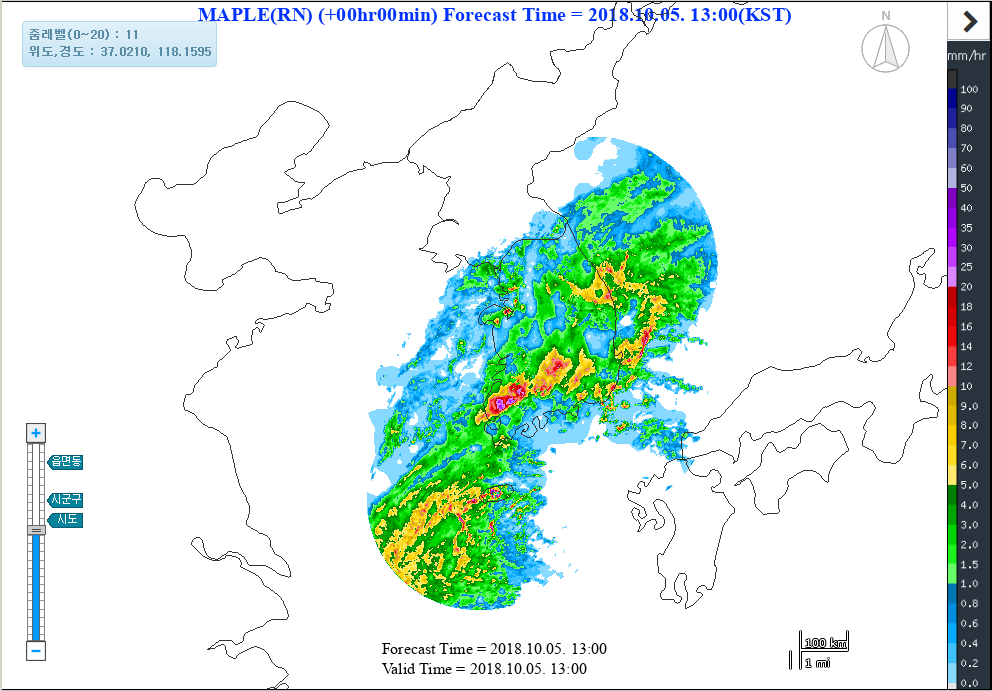 MAPLE(RN) (+00hr00min) Forecast Time = 2018.10.05. 13:00(KST)
줌레벨(0~20) : 11
위도,경도 : 37.0210, 118.1595
N
mm/hr
100
90
80
70
60
50
40
35
30
25
20
18
16
14
12
10
9.0
8.0
7.0
6.0
5.0
4.0
3.0
2.0
1.5
1.0
0.8
0.6
0.4
0.2
0.0
+
읍면동
시군구
시도
−
Forecast Time = 2018.10.05. 13:00
Valid Time = 2018.10.05. 13:00
100 km
1 mi